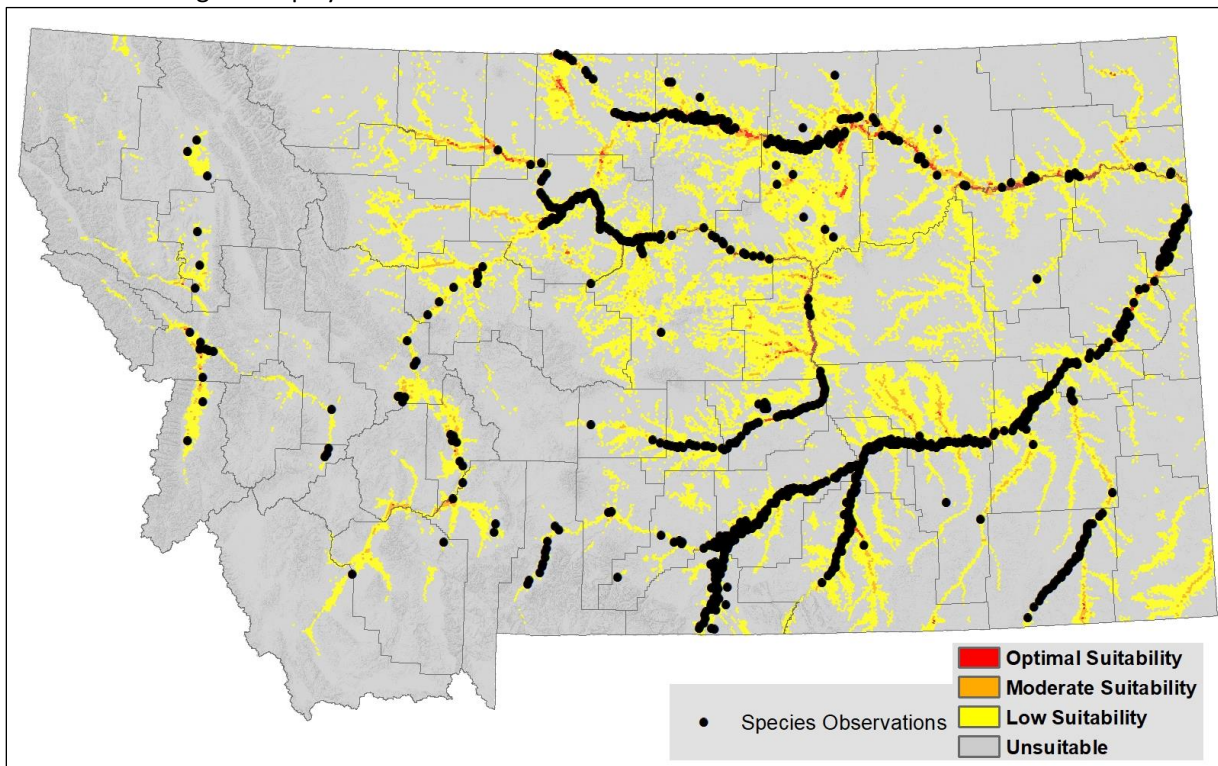 Optimal Suitability
Moderate Suitability
Species Observations
Low Suitability
Unsuitable